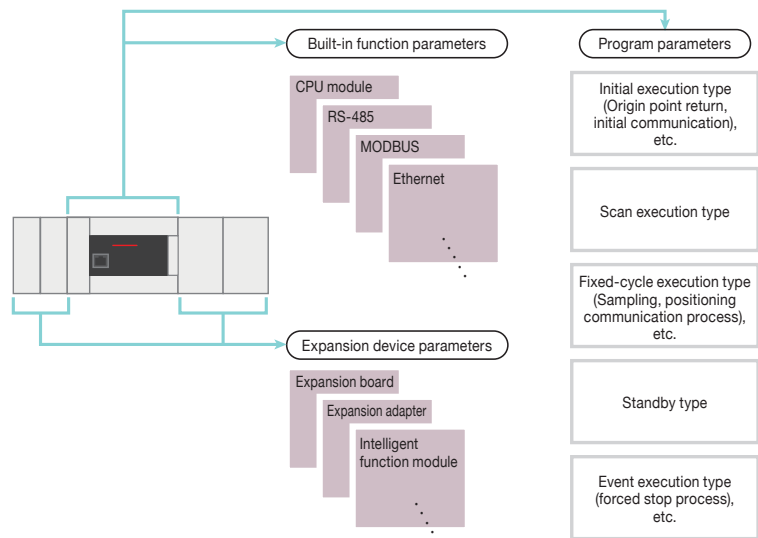 Built-in function parameters
CPU module
RS-485
MODBUS
Ethernet
Expansion device parameters
Expansion board
Expansion adapter
Intelligent
function module
Program parameters
Initial execution type
(Origin point return,
initial communication),
etc.
Scan execution type
Fixed-cycle execution type
(Sampling, positioning
communication process),
etc.
Standby type
Event execution type
(forced stop process),
etc.